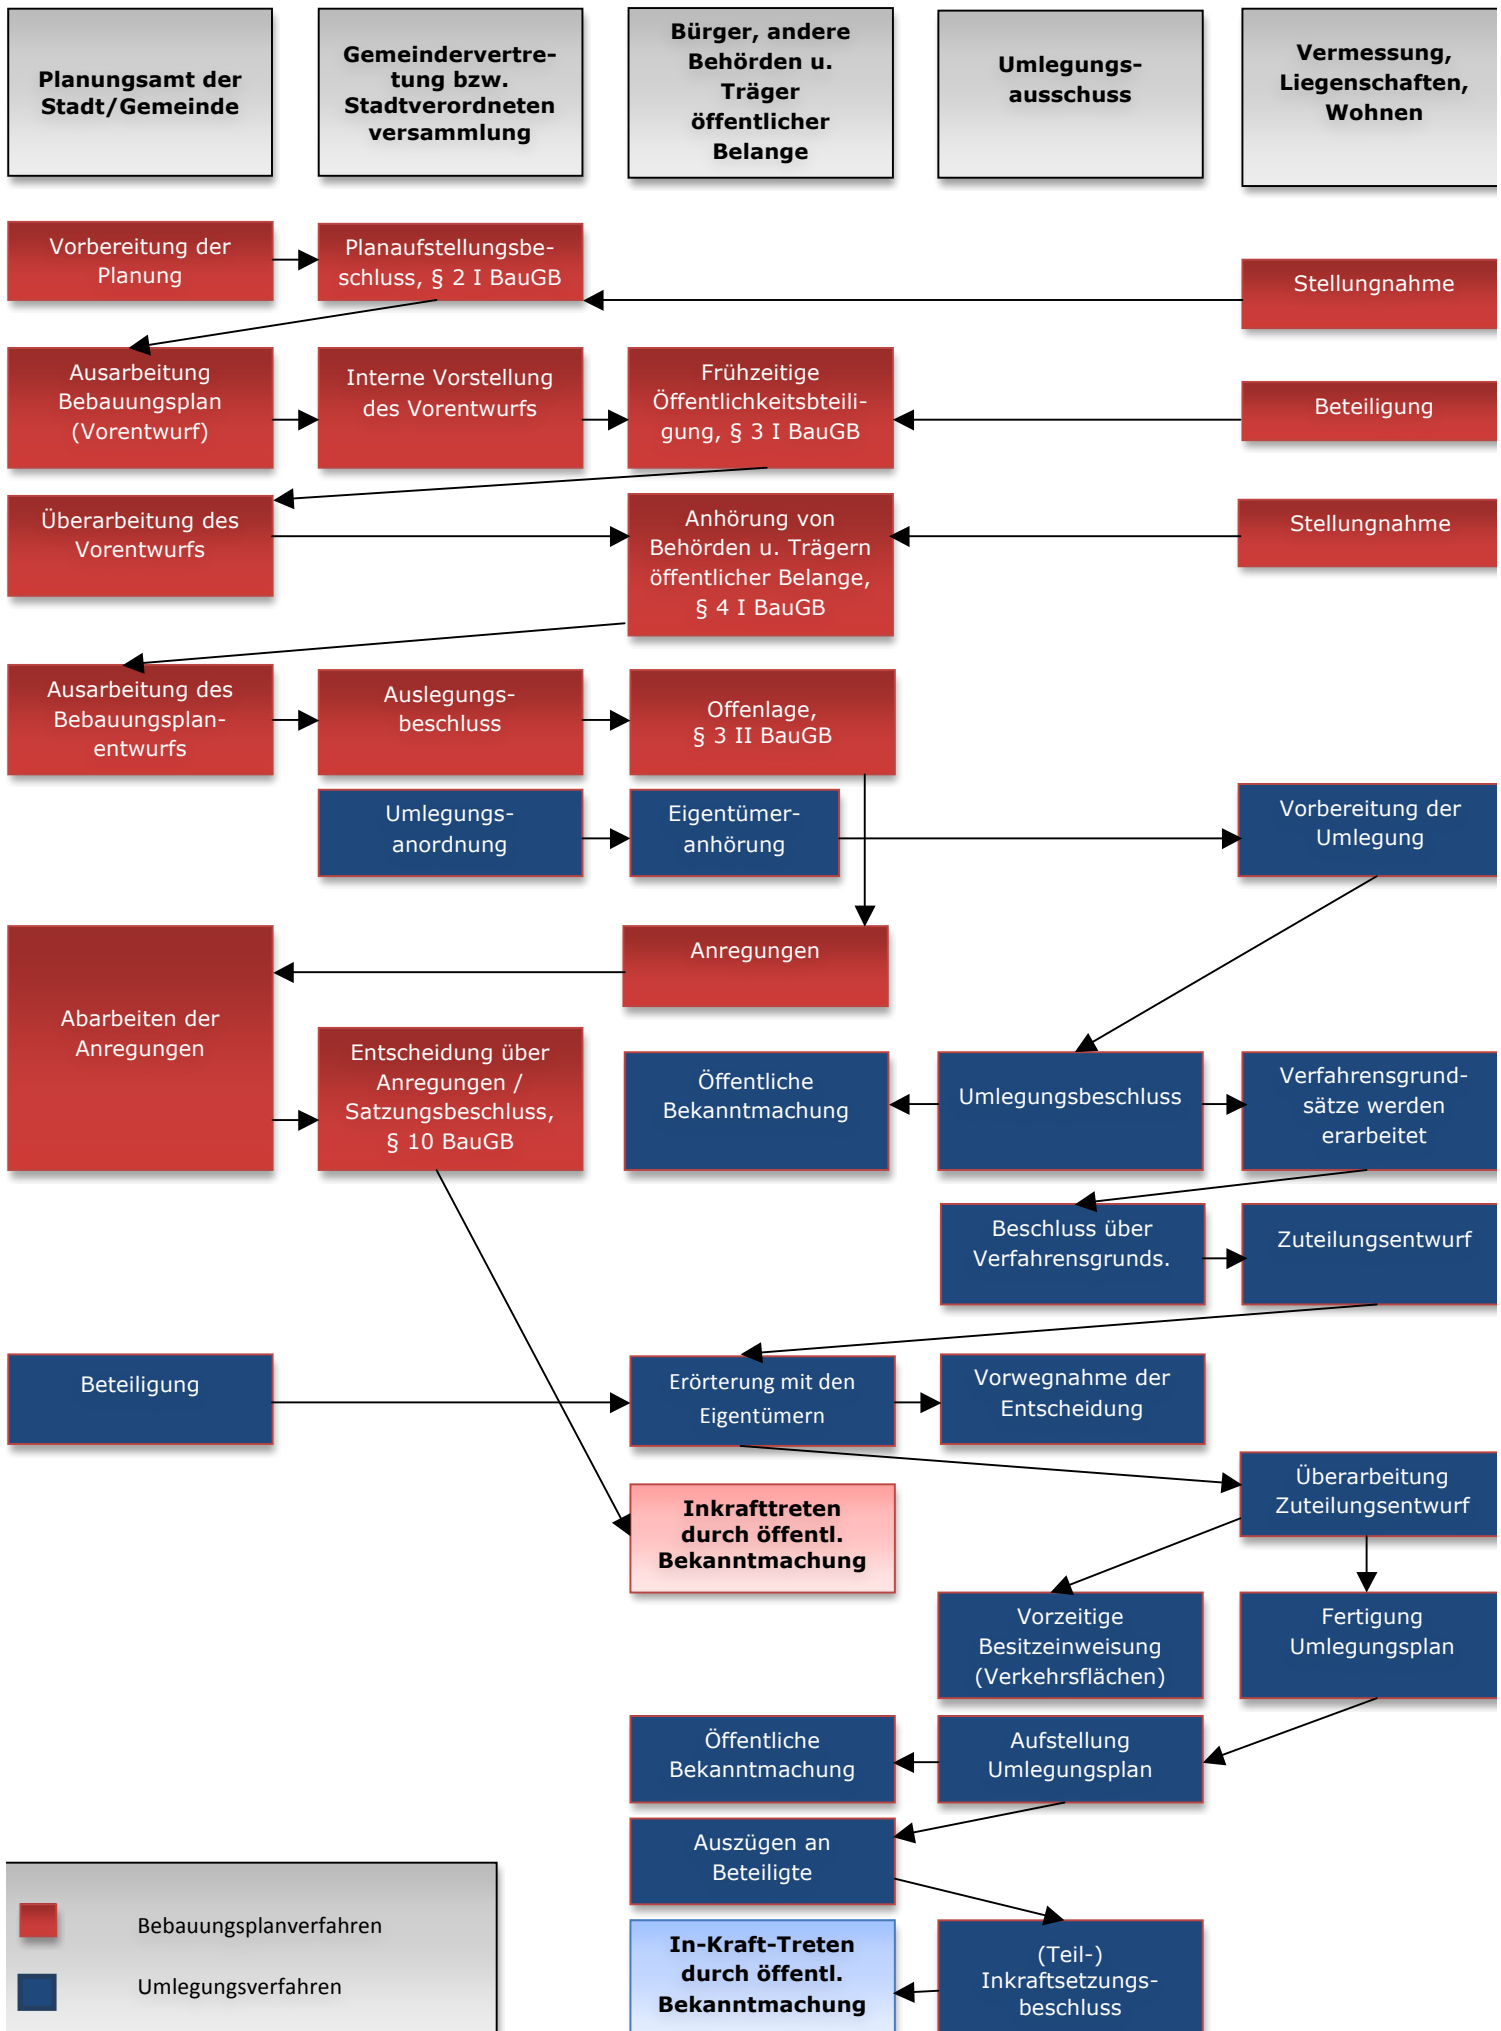 Planungsamt der
Stadt/Gemeinde
Gemeindervertre-
tung bzw.
Stadtverordneten
versammlung
Bürger, andere
Behörden u.
Träger
öffentlicher
Belange
Umlegungs-
ausschuss
Vermessung,
Liegenschaften,
Wohnen
Vorbereitung der
Planung
Planaufstellungsbe-
schluss, § 2 I BauGB
Stellungnahme
Ausarbeitung
Bebauungsplan
(Vorentwurf)
Interne Vorstellung
des Vorentwurfs
Frühzeitige
Öffentlichkeitsbteili-
gung, § 3 I BauGB
Beteiligung
Überarbeitung des
Vorentwurfs
Anhörung von
Behörden u. Trägern
öffentlicher Belange,
§ 4 I BauGB
Stellungnahme
Ausarbeitung des
Bebauungsplan-
entwurfs
Auslegungs-
beschluss
Offenlage,
§ 3 II BauGB
Umlegungs-
anordnung
Eigentümer-
anhörung
Vorbereitung der
Umlegung
Anregungen
Abarbeiten der
Anregungen
Entscheidung über
Anregungen /
Satzungsbeschluss,
§ 10 BauGB
Öffentliche
Bekanntmachung
Umlegungsbeschluss
Verfahrensgrund-
sätze werden
erarbeitet
Beschluss über
Verfahrensgrunds.
Zuteilungsentwurf
Beteiligung
Erörterung mit den
Eigentümern
Vorwegnahme der
Entscheidung
Überarbeitung
Zuteilungsentwurf
Inkrafttreten
durch öffentl.
Bekanntmachung
Vorzeitige
Besitzeinweisung
(Verkehrsflächen)
Fertigung
Umlegungsplan
Öffentliche
Bekanntmachung
Aufstellung
Umlegungsplan
Auszügen an
Beteiligte
In-Kraft-Treten
durch öffentl.
Bekanntmachung
(Teil-)
Inkraftsetzungs-
beschluss
Bebauungsplanverfahren
Umlegungsverfahren